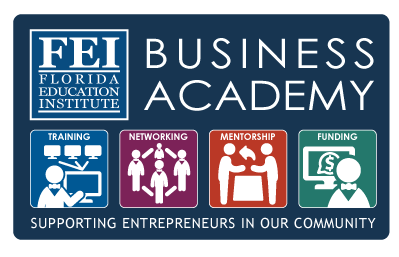 FEI
FLORIDA
EDUCATION
INSTITUTE
BUSINESS
ACADEMY
TRAINING
NETWORKING
MENTORSHIP
FUNDING
$
SUPPORTING ENTREPRENEURS IN OUR COMMUNITY